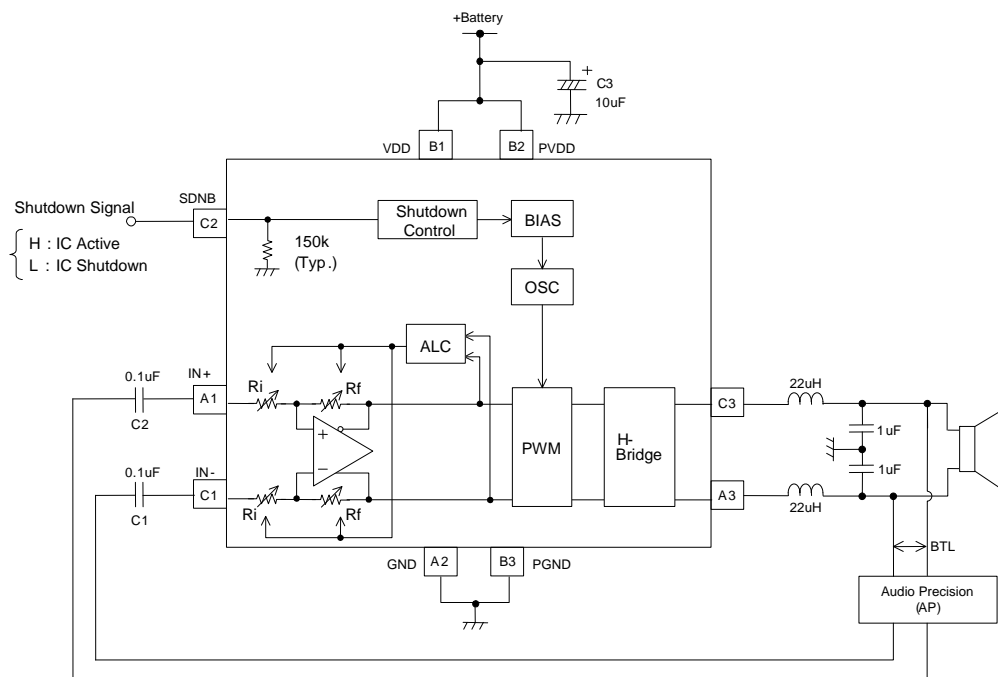 +Battery
+
C3
10uF
VDD
B1
B2
PVDD
SDNB
Shutdown Signal
C2
H : IC Active
L : IC Shutdown
150k
(Typ.)
Shutdown
Control
BIAS
OSC
ALC
0.1uF
IN+
A1
C2
Ri
Rf
+
−
PWM
H-
Bridge
C3
22uH
1uF
1uF
0.1uF
IN-
C1
C1
Ri
Rf
A3
22uH
BTL
GND
A2
B3
PGND
Audio Precision
(AP)